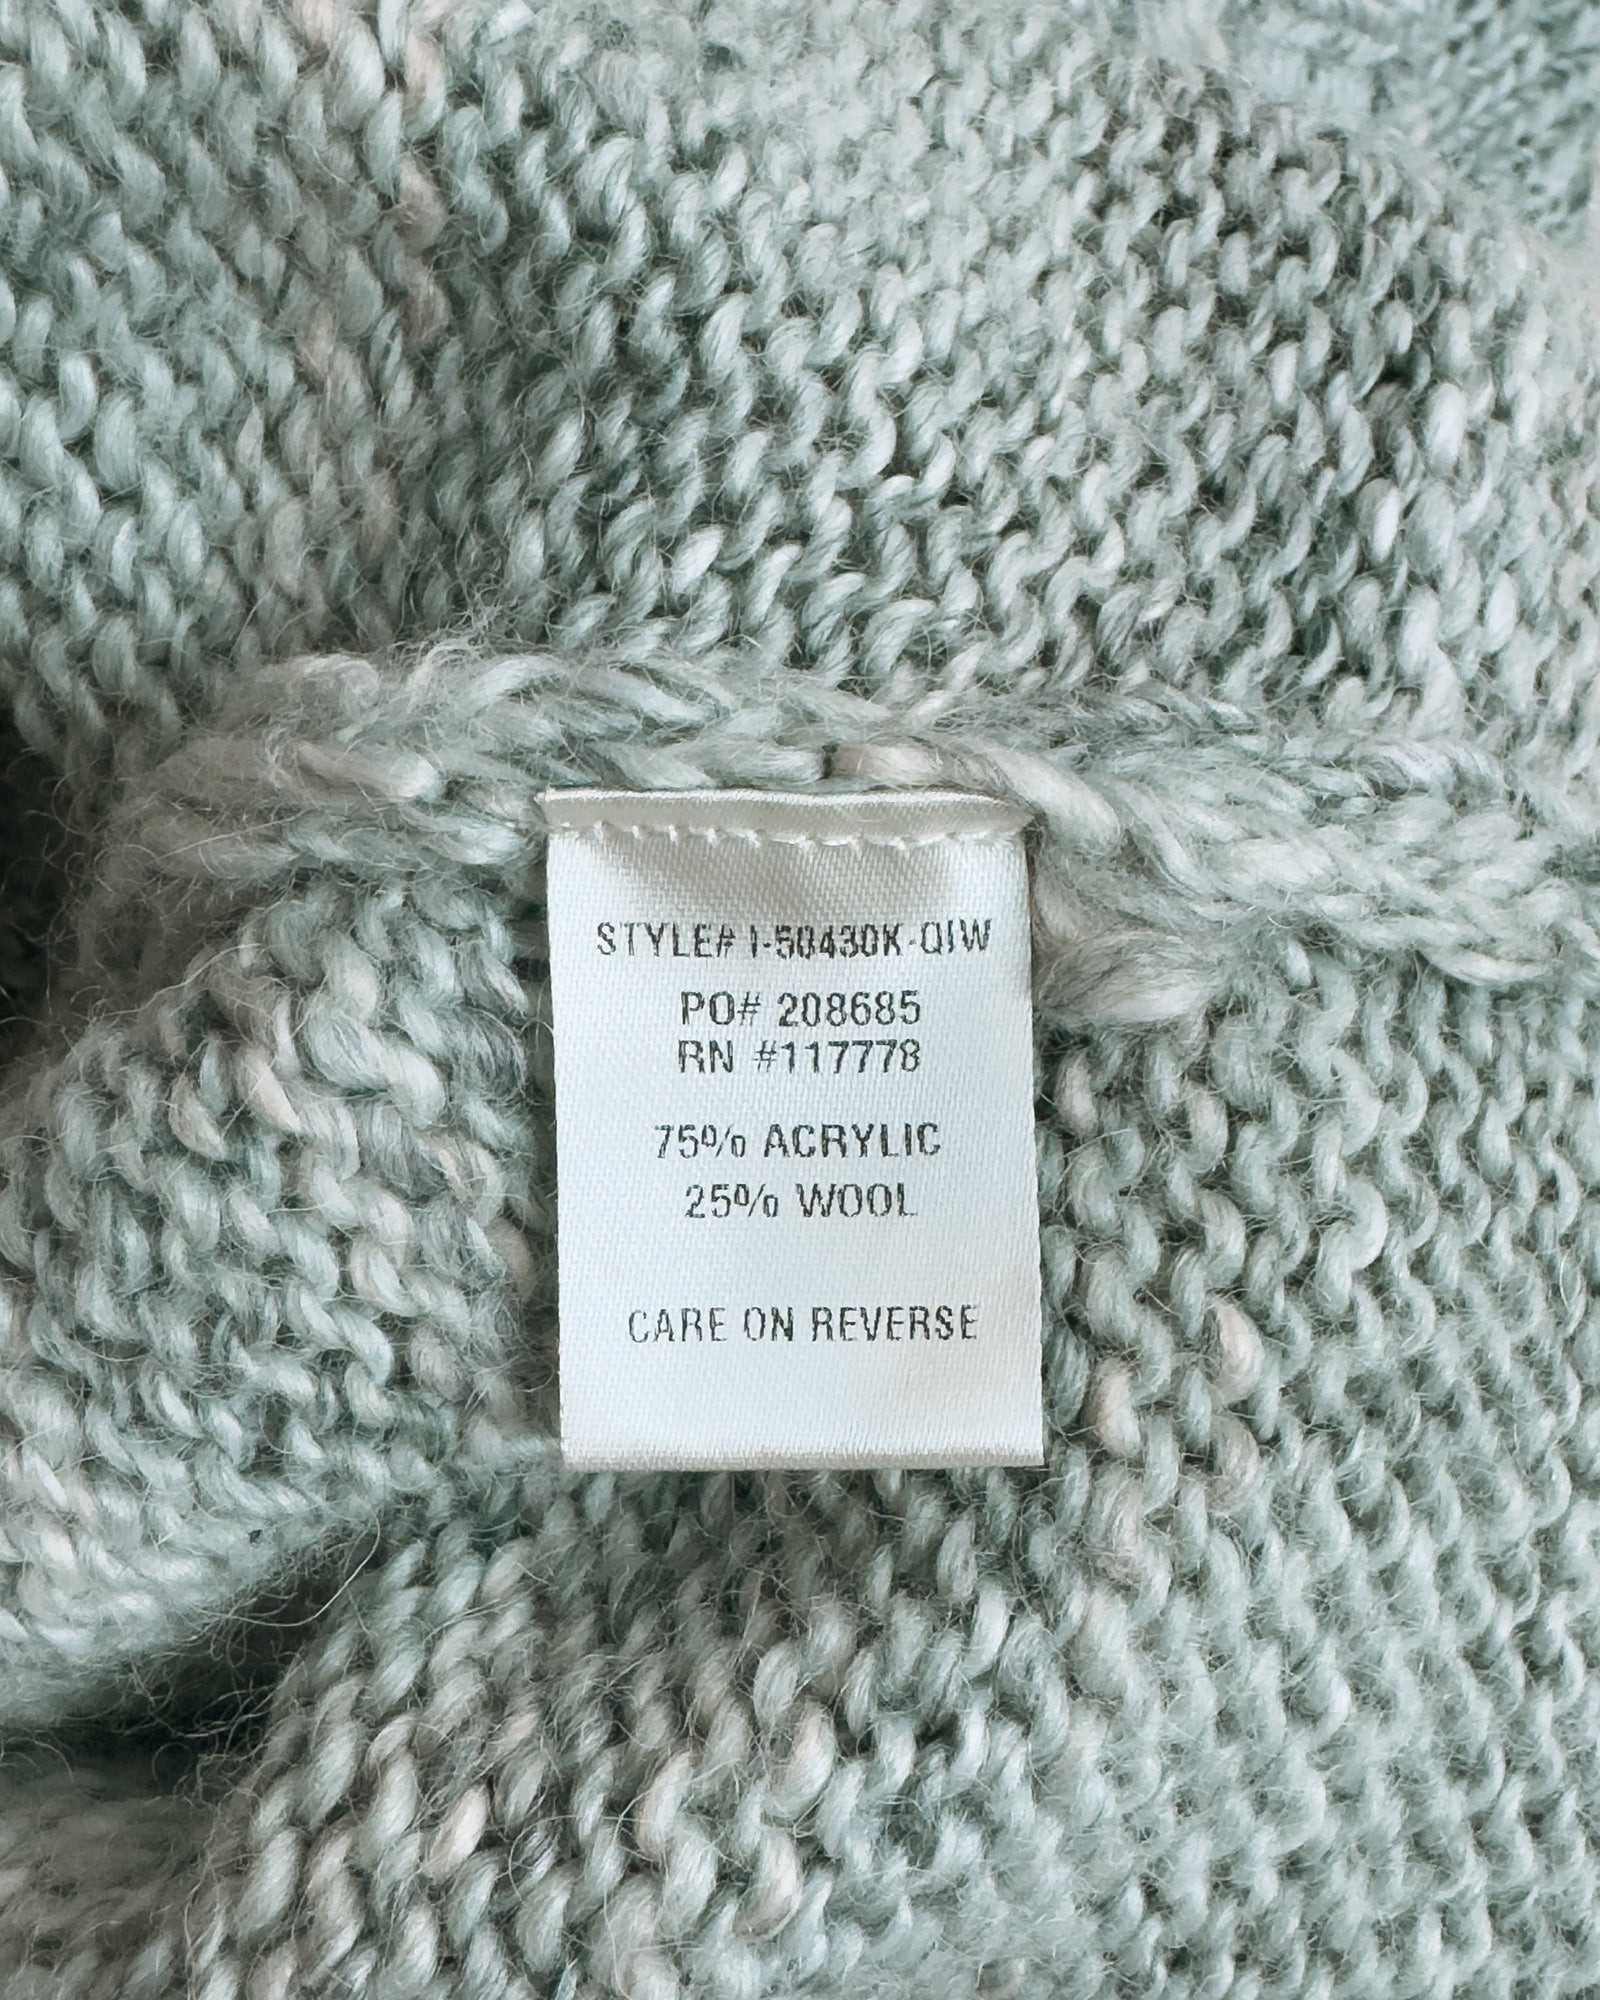 STYLE# I-50430K-QIW
PO# 208685
RN #117778
75% ACRYLIC
25% WOOL
CARE ON REVERSE